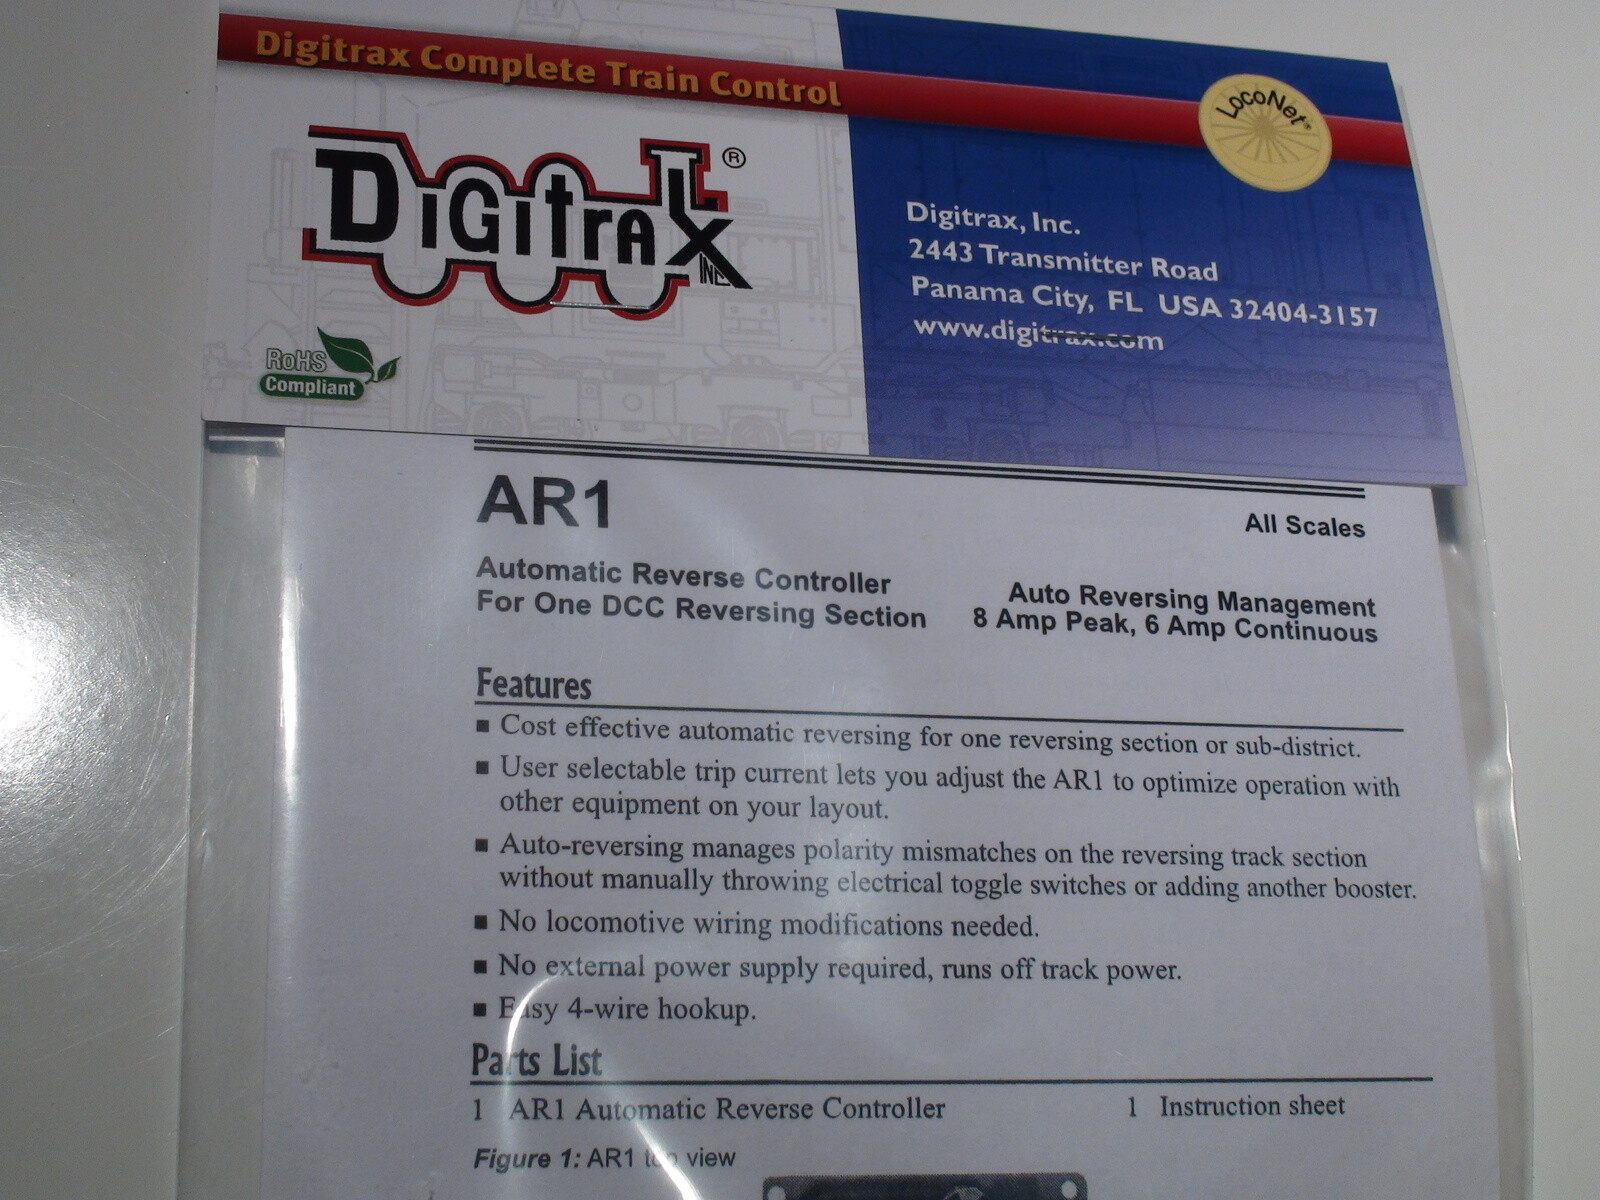 Digitrax Complete Train Control
LocoNet®
DiGitraX ®
INC.
RoHS
Compliant
Digitrax, Inc.
2443 Transmitter Road
Panama City, FL USA 32404-3157
www.digitrax.com
AR1
All Scales
Automatic Reverse Controller
For One DCC Reversing Section
Auto Reversing Management
8 Amp Peak, 6 Amp Continuous
Features
■ Cost effective automatic reversing for one reversing section or sub-district.
■ User selectable trip current lets you adjust the AR1 to optimize operation with
other equipment on your layout.
■ Auto-reversing manages polarity mismatches on the reversing track section
without manually throwing electrical toggle switches or adding another booster.
■ No locomotive wiring modifications needed.
■ No external power supply required, runs off track power.
■ Easy 4-wire hookup.
Parts List
1 AR1 Automatic Reverse Controller 1 Instruction sheet
Figure 1: AR1 top view